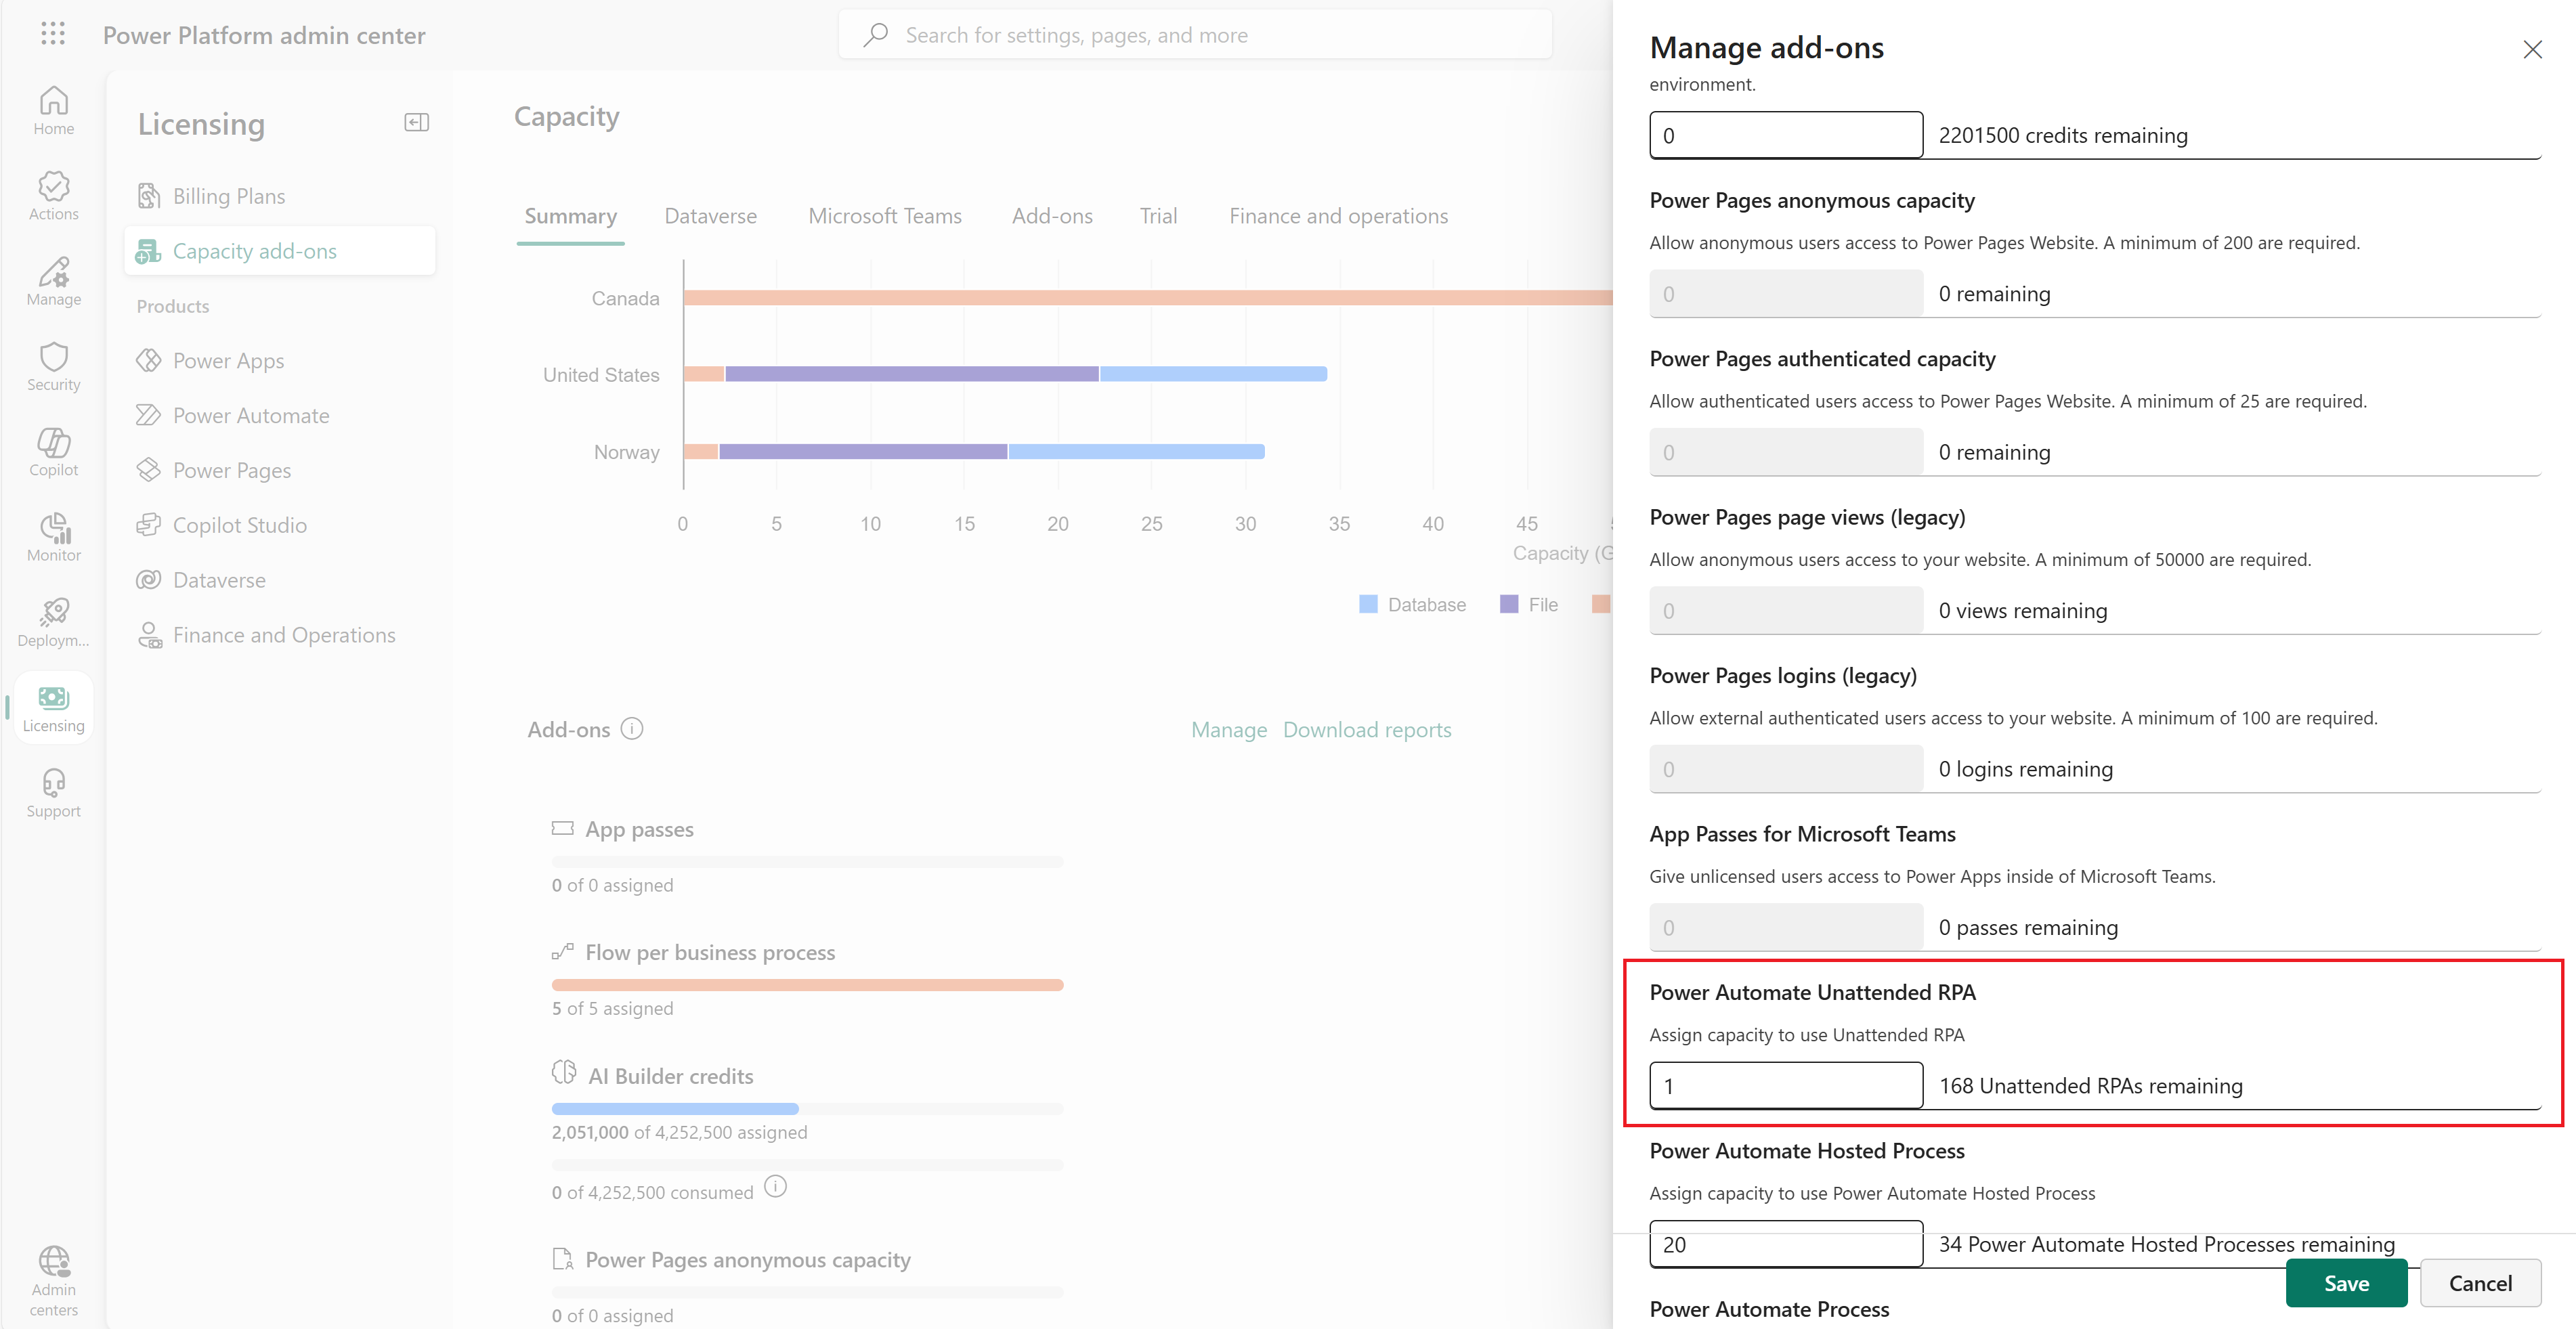 Power Platform admin center
Search for settings, pages, and more
Home
Actions
Manage
Security
Copilot
Monitor
Deploym...
Licensing
Support
Admin
centers
Licensing
Billing Plans
Capacity add-ons
Products
Power Apps
Power Automate
Power Pages
Copilot Studio
Dataverse
Finance and Operations
Capacity
Summary Dataverse Microsoft Teams Add-ons Trial Finance and operations
Canada
United States
Norway
0 5 10 15 20 25 30 35 40 45
Capacity (G
Database File
Add-ons Manage Download reports
App passes
0 of 0 assigned
Flow per business process
5 of 5 assigned
AI Builder credits
2,051,000 of 4,252,500 assigned
0 of 4,252,500 consumed
Power Pages anonymous capacity
0 of 0 assigned
Manage add-ons
environment.
0 2201500 credits remaining
Power Pages anonymous capacity
Allow anonymous users access to Power Pages Website. A minimum of 200 are required.
0 0 remaining
Power Pages authenticated capacity
Allow authenticated users access to Power Pages Website. A minimum of 25 are required.
0 0 remaining
Power Pages page views (legacy)
Allow anonymous users access to your website. A minimum of 50000 are required.
0 0 views remaining
Power Pages logins (legacy)
Allow external authenticated users access to your website. A minimum of 100 are required.
0 0 logins remaining
App Passes for Microsoft Teams
Give unlicensed users access to Power Apps inside of Microsoft Teams.
0 0 passes remaining
Power Automate Unattended RPA
Assign capacity to use Unattended RPA
1 168 Unattended RPAs remaining
Power Automate Hosted Process
Assign capacity to use Power Automate Hosted Process
20 34 Power Automate Hosted Processes remaining
Save Cancel
Power Automate Process